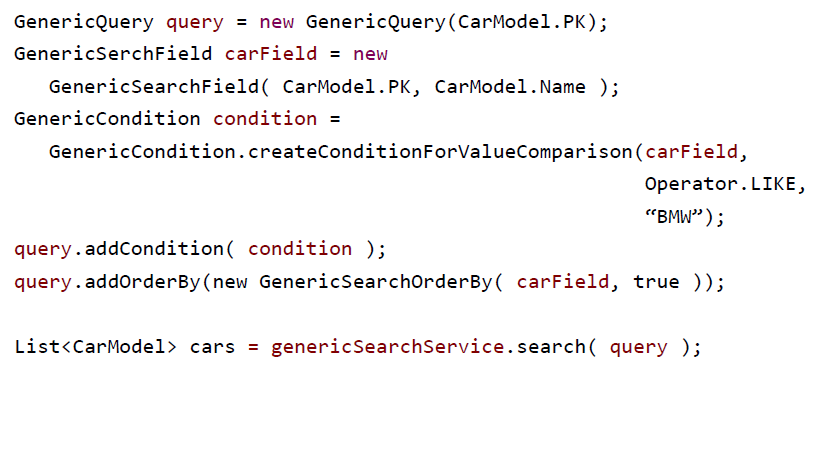 GenericQuery query = new GenericQuery(CarModel.PK);
GenericSerchField carField = new
GenericSearchField( CarModel.PK, CarModel.Name );
GenericCondition condition =
GenericCondition.createConditionForValueComparison(carField,
Operator.LIKE,
“BMW”);
query.addCondition( condition );
query.addOrderBy(new GenericSearchOrderBy( carField, true ));
List<CarModel> cars = genericSearchService.search( query );